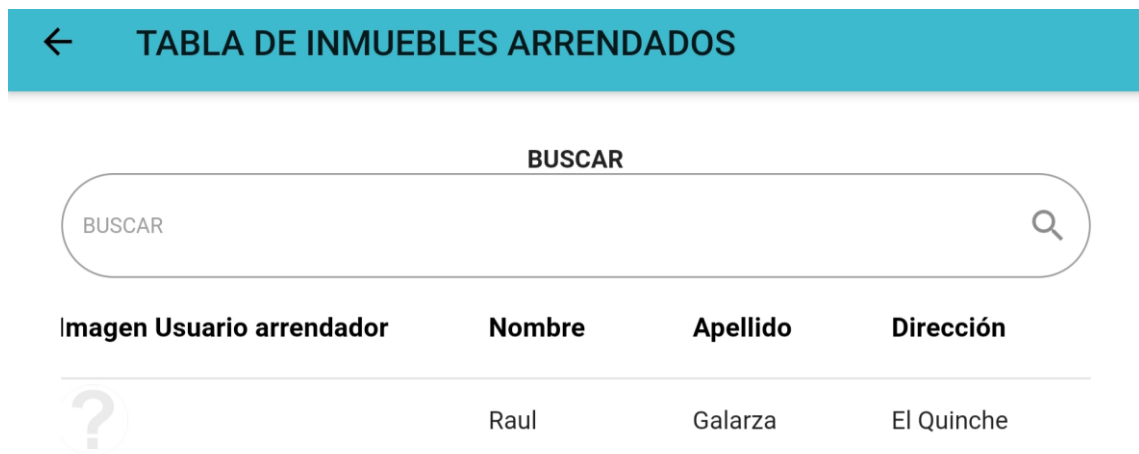 TABLA DE INMUEBLES ARRENDADOS
BUSCAR
BUSCAR
Imagen Usuario arrendador Nombre Apellido Dirección
? Raul Galarza El Quinche